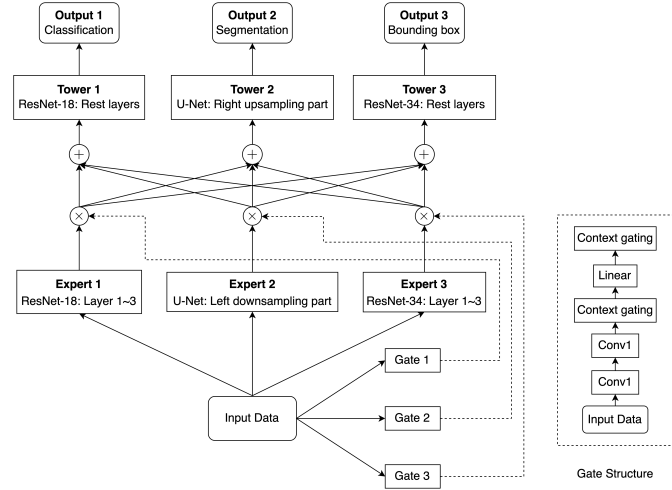 Output 1
Classification
Output 2
Segmentation
Output 3
Bounding box
Tower 1
ResNet-18: Rest layers
Tower 2
U-Net: Right upsampling part
Tower 3
ResNet-34: Rest layers
+
+
+
×
×
×
Expert 1
ResNet-18: Layer 1~3
Expert 2
U-Net: Left downsampling part
Expert 3
ResNet-34: Layer 1~3
Gate 1
Input Data
Gate 2
Gate 3
Context gating
Linear
Context gating
Conv1
Conv1
Input Data
Gate Structure